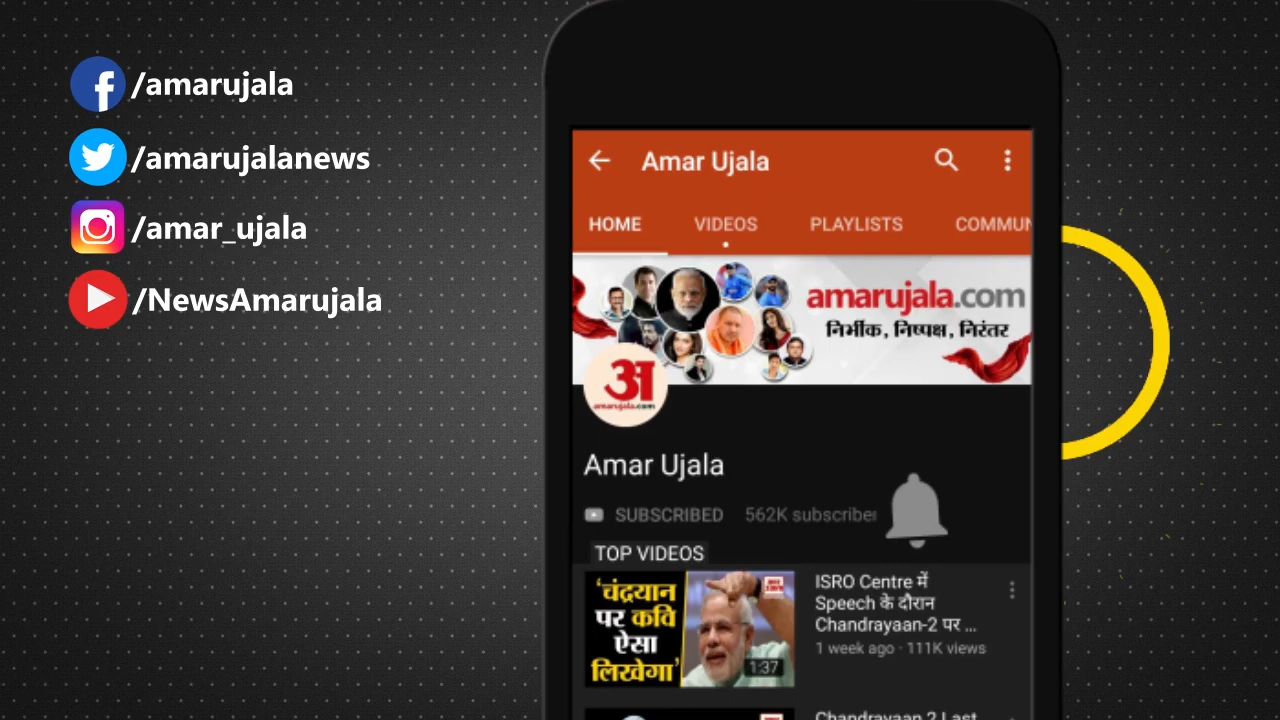 /amarujala
/amarujalanews
/amar_ujala
/NewsAmarujala
Amar Ujala
HOME VIDEOS PLAYLISTS COMMUN
amarujala.com
निर्भीक, निष्पक्ष, निरंतर
अ
amarujala.com
Amar Ujala
SUBSCRIBED 562K subscriber
TOP VIDEOS
‘चंद्रयान
पर कवि
ऐसा
लिखेगा’
1:37
ISRO Centre में
Speech के दौरान
Chandrayaan-2 पर ...
1 week ago · 111K views
Chandrayaan 2 Last